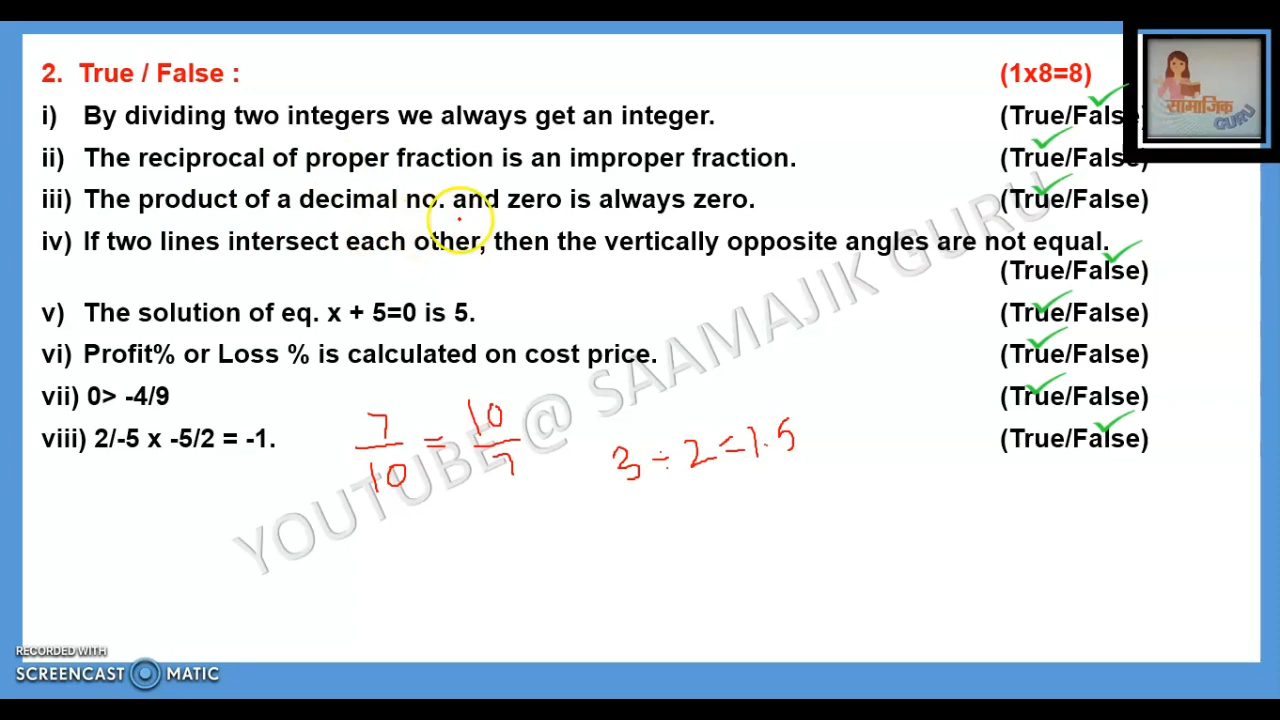 2. True / False : (1x8=8)
i) By dividing two integers we always get an integer. (True/False)
ii) The reciprocal of proper fraction is an improper fraction. (True/False)
iii) The product of a decimal no. and zero is always zero. (True/False)
iv) If two lines intersect each other, then the vertically opposite angles are not equal.
(True/False)
v) The solution of eq. x + 5=0 is 5. (True/False)
vi) Profit% or Loss % is calculated on cost price. (True/False)
vii) 0> -4/9 (True/False)
viii) 2/-5 x -5/2 = -1. (True/False)
7/10 = 10/7
3 ÷ 2 = 1.5
YOUTUBE @ SAAMAJIK GURU
सामाजिक
GURU
RECORDED WITH
SCREENCAST MATIC